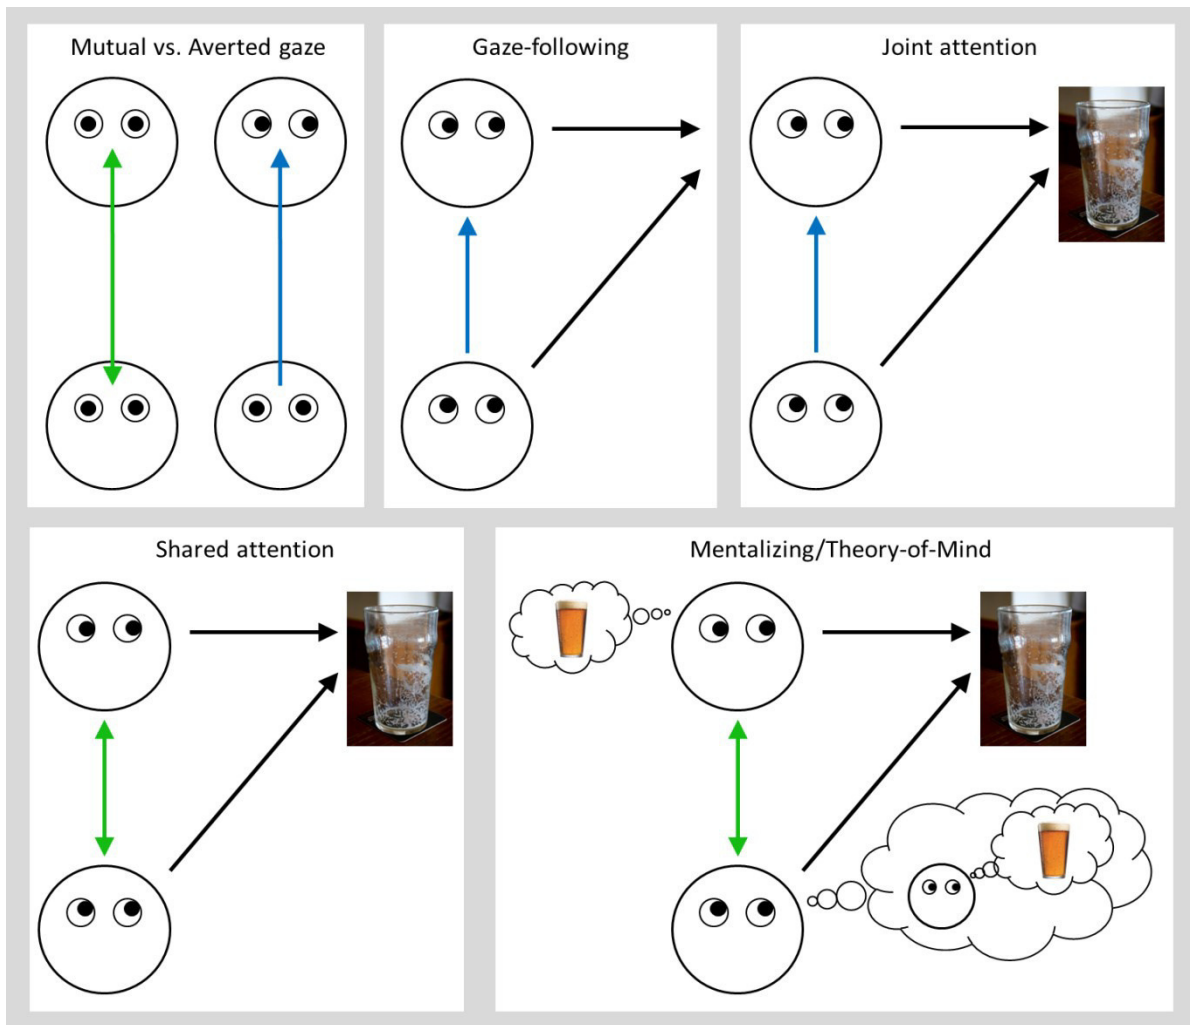 Mutual vs. Averted gaze
Gaze-following
Joint attention
Shared attention
Mentalizing/Theory-of-Mind